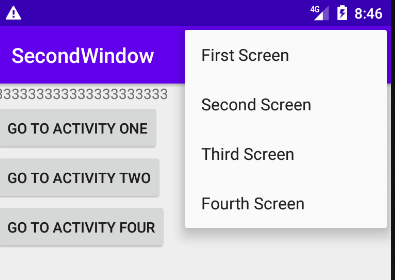 4G 8:46
SecondWindow
First Screen
Second Screen
Third Screen
Fourth Screen
GO TO ACTIVITY ONE
GO TO ACTIVITY TWO
GO TO ACTIVITY FOUR